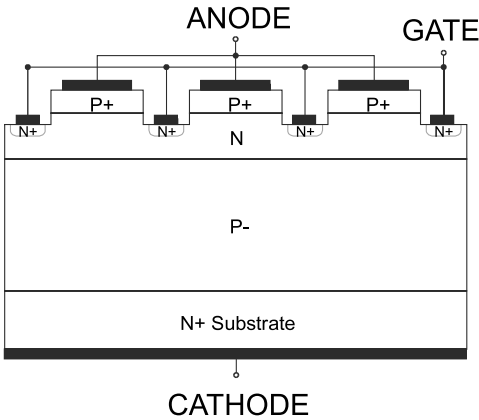 ANODE
GATE
P+ P+ P+
N+ N+ N+ N+
N
P-
N+ Substrate
CATHODE